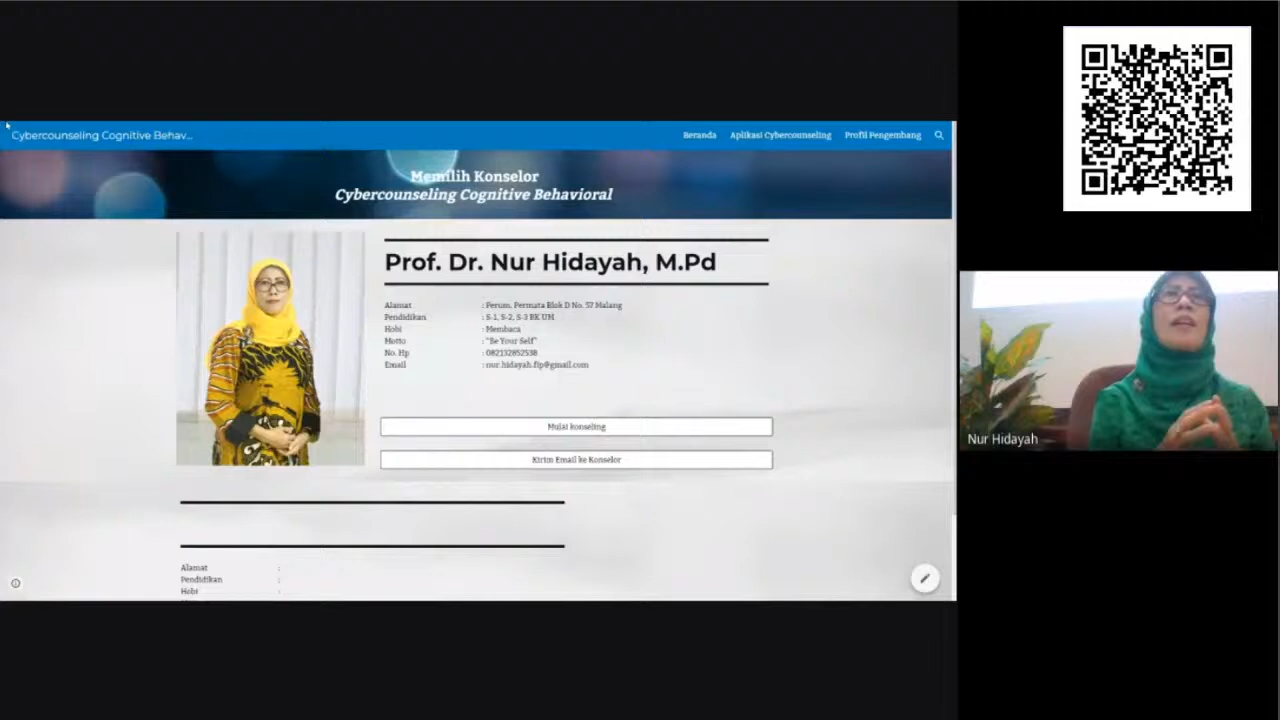 Cybercounseling Cognitive Behav...
Beranda
Aplikasi Cybercounseling
Profil Pengembang
Memilih Konselor
Cybercounseling Cognitive Behavioral
Prof. Dr. Nur Hidayah, M.Pd
Alamat : Perum. Permata Blok D No. 57 Malang
Pendidikan : S-1, S-2, S-3 BK UM
Hobi : Membaca
Motto : "Be Your Self"
No. Hp : 082132852538
Email : nur.hidayah.fip@gmail.com
Mulai konseling
Kirim Email ke Konselor
Alamat :
Pendidikan :
Hobi :
Nur Hidayah